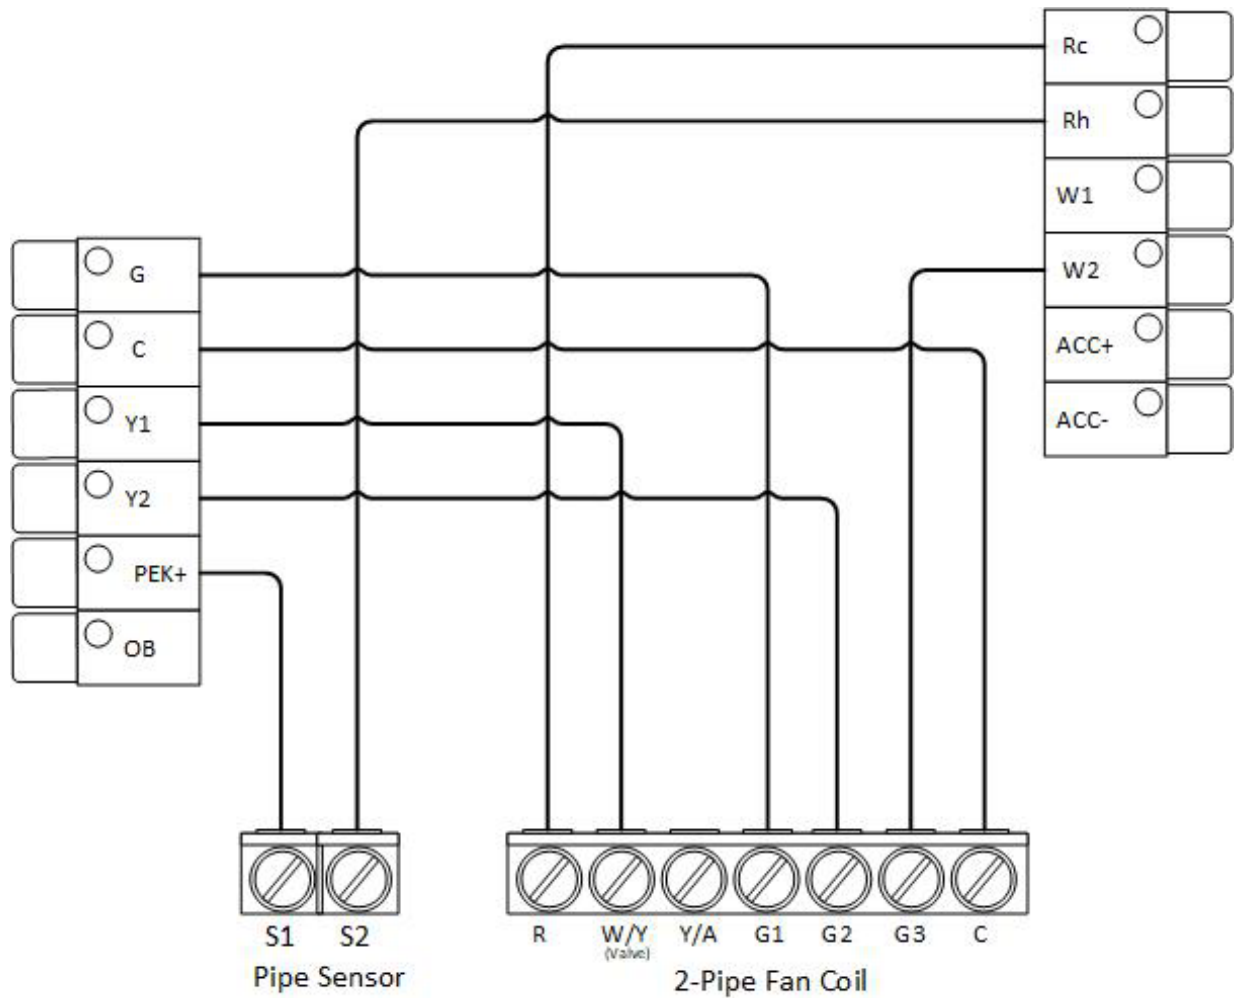 Rc
Rh
W1
W2
ACC+
ACC-
G
C
Y1
Y2
PEK+
OB
S1 S2
Pipe Sensor
R W/Y Y/A G1 G2 G3 C
(Valve)
2-Pipe Fan Coil